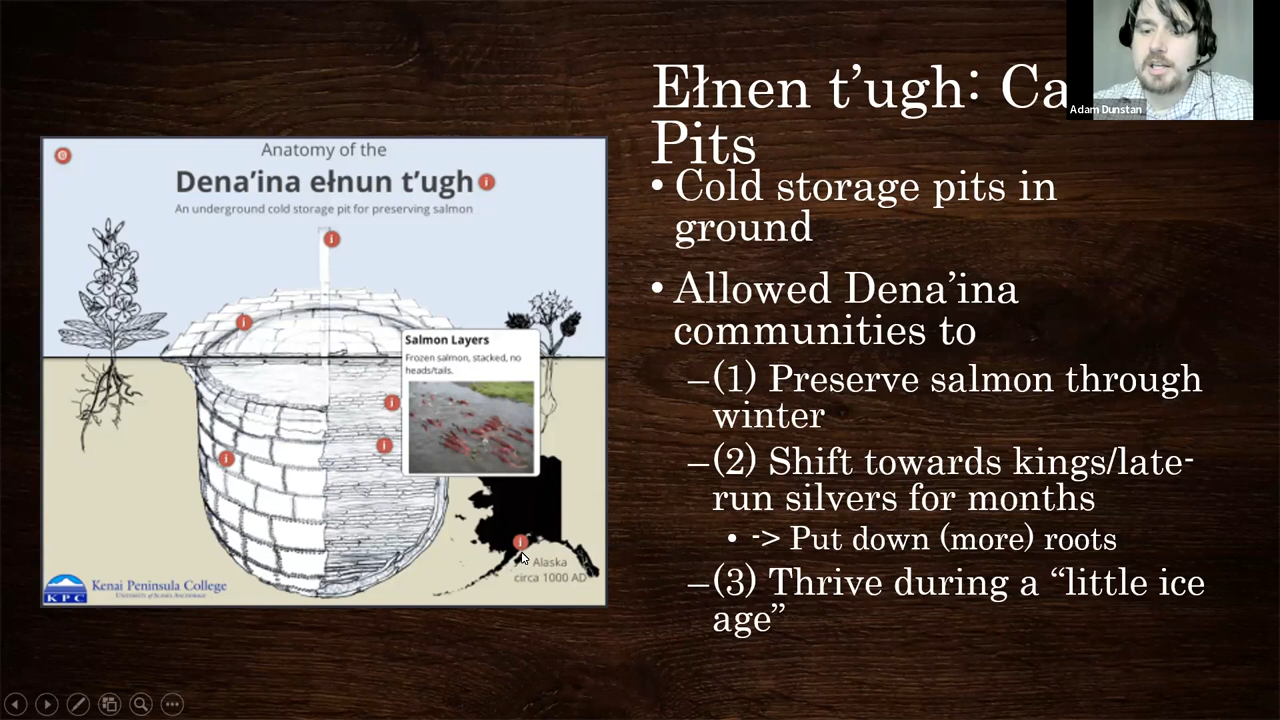 Ełnen t’ugh: Ca
Pits
Adam Dunstan
• Cold storage pits in
ground
• Allowed Dena’ina
communities to
–(1) Preserve salmon through
winter
–(2) Shift towards kings/late-
run silvers for months
• -> Put down (more) roots
–(3) Thrive during a “little ice
age”
Anatomy of the
Dena’ina ełnun t’ugh
An underground cold storage pit for preserving salmon
Salmon Layers
Frozen salmon, stacked, no
heads/tails.
Alaska
circa 1000 AD
KPC
Kenai Peninsula College